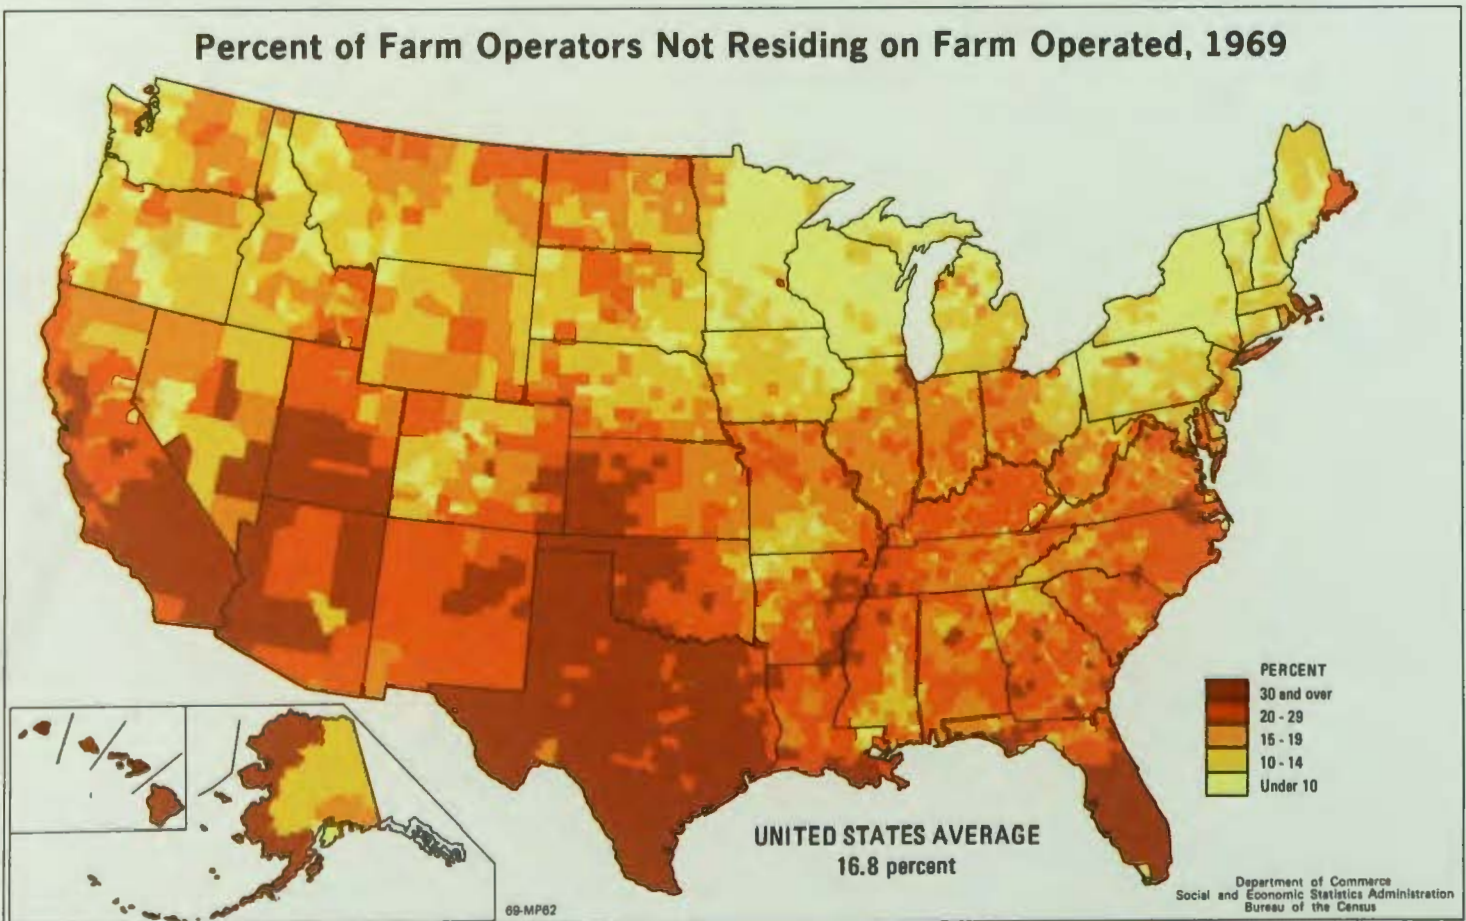 Percent of Farm Operators Not Residing on Farm Operated, 1969
PERCENT
30 and over
20 - 29
15 - 19
10 - 14
Under 10
UNITED STATES AVERAGE
16.8 percent
Department of Commerce
Social and Economic Statistics Administration
Bureau of the Census
69-MP62